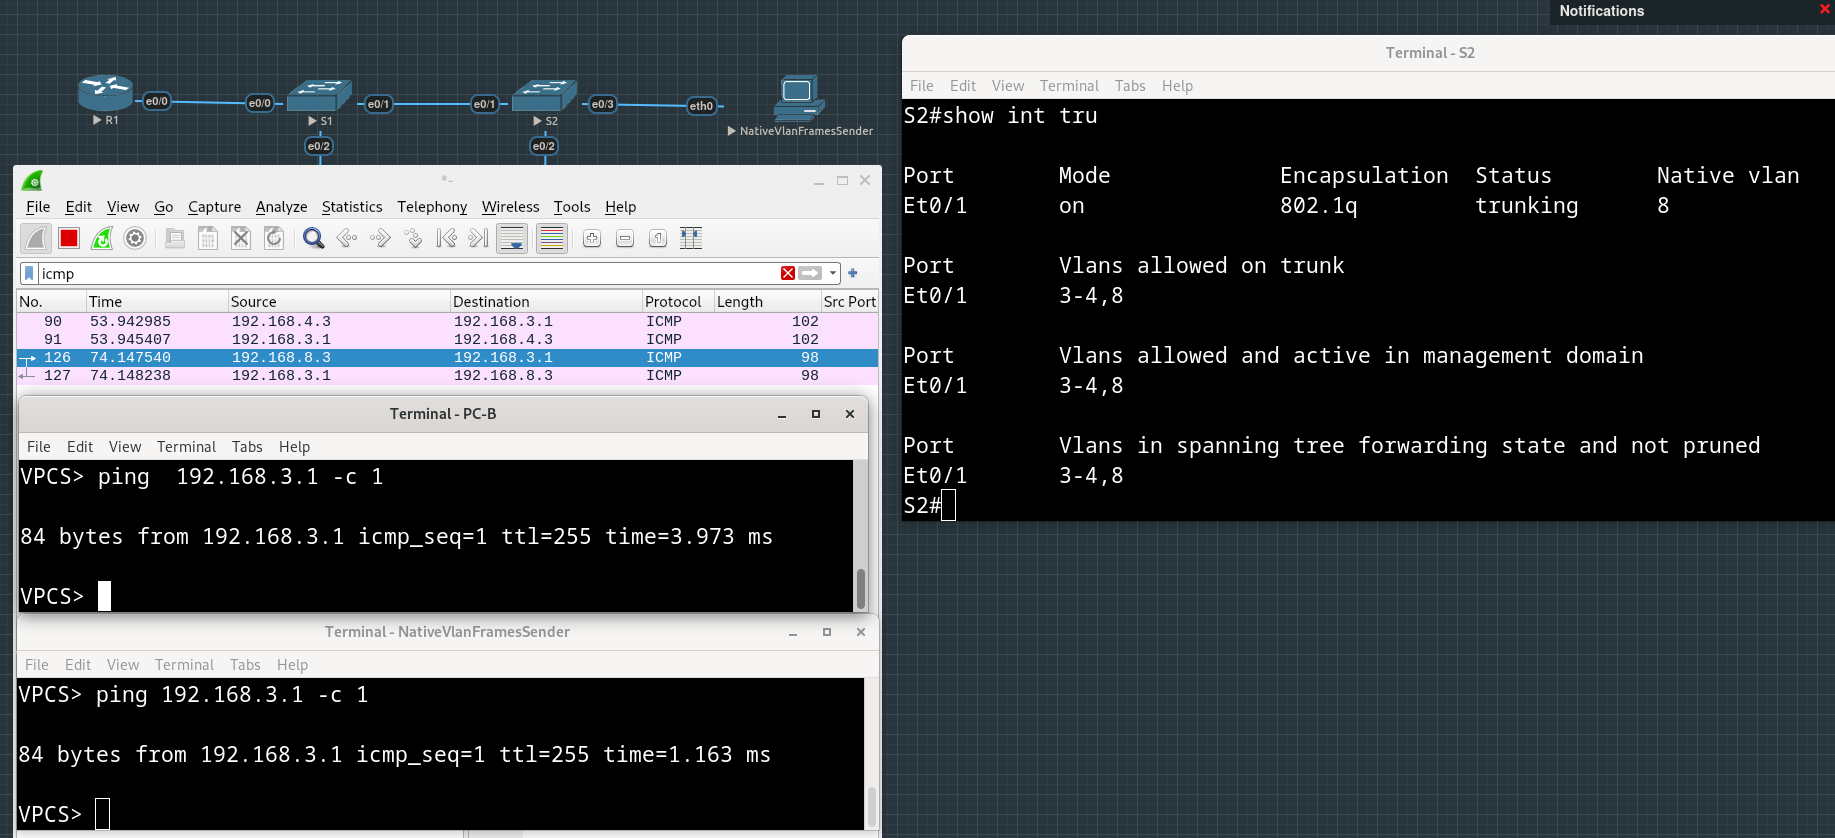 Notifications
e0/0
e0/0
e0/1
e0/1
e0/3
eth0
R1
S1
S2
NativeVlanFramesSender
e0/2
e0/2
*-
File Edit View Go Capture Analyze Statistics Telephony Wireless Tools Help
icmp
No. Time Source Destination Protocol Length Src Port
90 53.942985 192.168.4.3 192.168.3.1 ICMP 102
91 53.945407 192.168.3.1 192.168.4.3 ICMP 102
126 74.147540 192.168.8.3 192.168.3.1 ICMP 98
127 74.148238 192.168.3.1 192.168.8.3 ICMP 98
Terminal - PC-B
File Edit View Terminal Tabs Help
VPCS> ping  192.168.3.1 -c 1
84 bytes from 192.168.3.1 icmp_seq=1 ttl=255 time=3.973 ms
VPCS>
Terminal - NativeVlanFramesSender
File Edit View Terminal Tabs Help
VPCS> ping 192.168.3.1 -c 1
84 bytes from 192.168.3.1 icmp_seq=1 ttl=255 time=1.163 ms
VPCS>
Terminal - S2
File Edit View Terminal Tabs Help
S2#show int tru
Port Mode Encapsulation Status Native vlan
Et0/1 on 802.1q trunking 8
Port Vlans allowed on trunk
Et0/1 3-4,8
Port Vlans allowed and active in management domain
Et0/1 3-4,8
Port Vlans in spanning tree forwarding state and not pruned
Et0/1 3-4,8
S2#